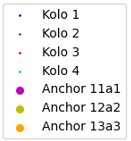 Kolo 1
Kolo 2
Kolo 3
Kolo 4
Anchor 11a1
Anchor 12a2
Anchor 13a3